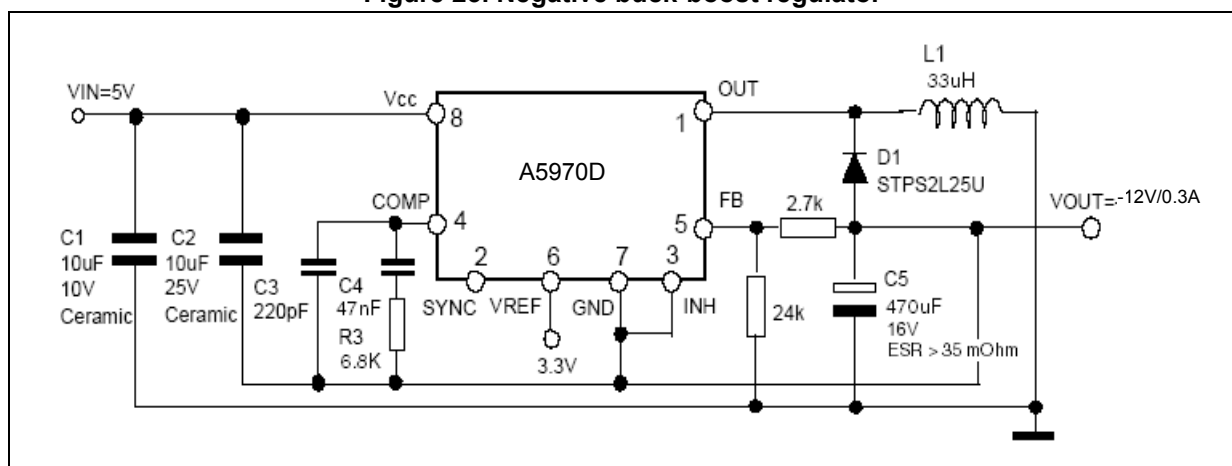 Figure 20. Negative buck-boost regulator
L1
33uH
VIN=5V
Vcc
8
OUT
1
A5970D
D1
STPS2L25U
COMP
4
FB
5
2.7k
VOUT=-12V/0.3A
C1
10uF
10V
Ceramic
C2
10uF
25V
Ceramic
C3
220pF
C4
47nF
R3
6.8K
2
SYNC
6
VREF
3.3V
7
GND
3
INH
24k
C5
470uF
16V
ESR > 35 mOhm